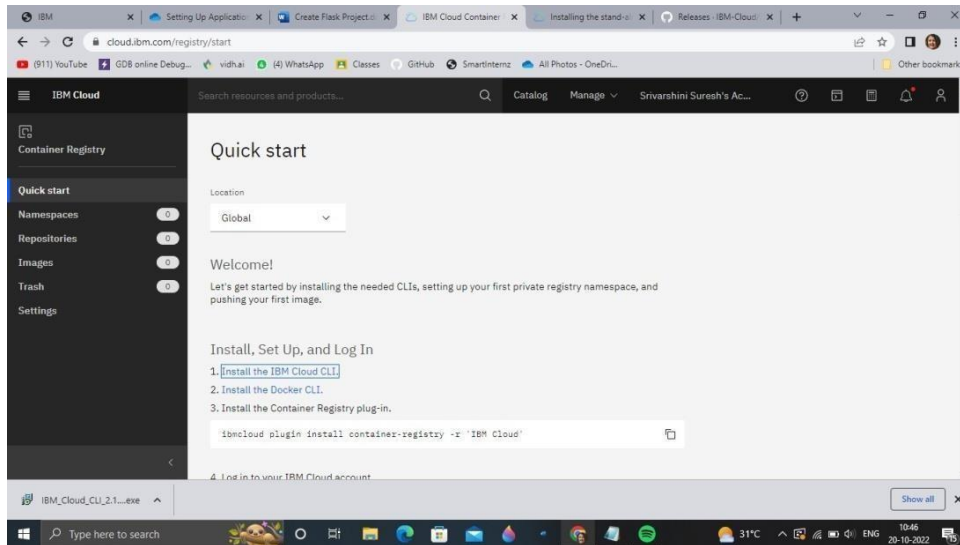 IBM
Setting Up Applicatio
Create Flask Project.d
IBM Cloud Container
Installing the stand-al
Releases · IBM-Cloud/
cloud.ibm.com/registry/start
(911) YouTube
GDB online Debug...
vidh.ai
(4) WhatsApp
Classes
GitHub
SmartInternz
All Photos - OneDri...
Other bookmark
IBM Cloud
Search resources and products...
Catalog
Manage
Srivarshini Suresh's Ac...
Container Registry
Quick start
Namespaces
0
Repositories
0
Images
0
Trash
0
Settings
Quick start
Location
Global
Welcome!
Let's get started by installing the needed CLIs, setting up your first private registry namespace, and
pushing your first image.
Install, Set Up, and Log In
1. Install the IBM Cloud CLI.
2. Install the Docker CLI.
3. Install the Container Registry plug-in.
ibmcloud plugin install container-registry -r 'IBM Cloud'
4. Log in to your IBM Cloud account.
IBM_Cloud_CLI_2.1....exe
Show all
Type here to search
31°C
ENG
10:46
20-10-2022
15